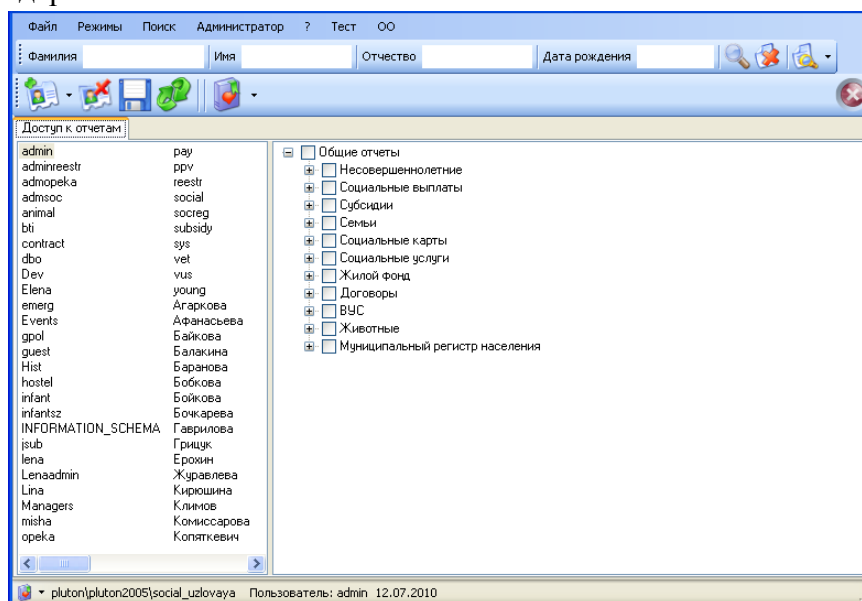 Файл Режимы Поиск Администратор ? Тест ОО
Фамилия Имя Отчество Дата рождения
Доступ к отчетам
admin pay
adminreestr ppv
admopeka reestr
admsoc social
animal socreg
bti subsidy
contract sys
dbo vet
Dev vus
Elena young
emerg Агаркова
Events Афанасьева
gpol Байкова
guest Балакина
Hist Баранова
hostel Бобкова
infant Бойкова
infantsz Бочкарева
INFORMATION_SCHEMA Гаврилова
jsub Грицук
lena Ерохин
Lenaadmin Журавлева
Lina Кирюшина
Managers Климов
misha Комиссарова
opeka Копяткевич
Общие отчеты
Несовершеннолетние
Социальные выплаты
Субсидии
Семьи
Социальные карты
Социальные услуги
Жилой фонд
Договоры
ВУС
Животные
Муниципальный регистр населения
pluton\pluton2005\social_uzlovaya Пользователь: admin 12.07.2010